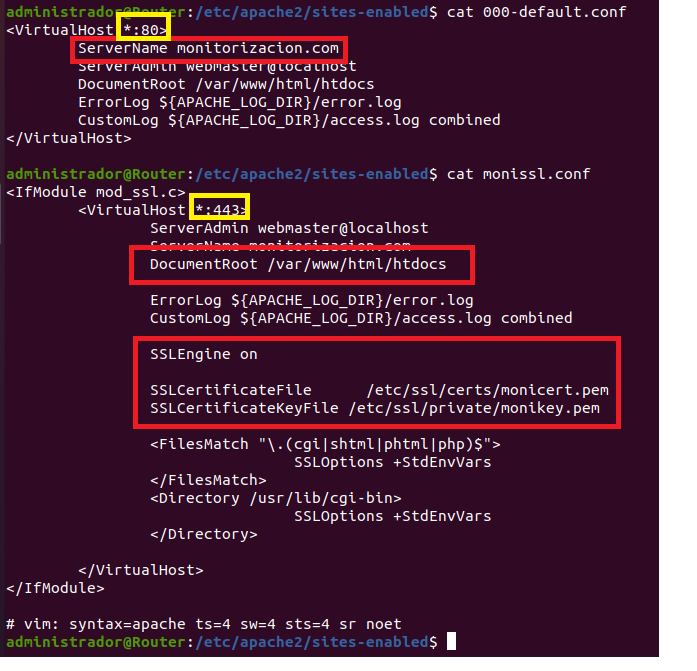 administrador@Router:/etc/apache2/sites-enabled$ cat 000-default.conf
<VirtualHost *:80>
ServerName monitorizacion.com
ServerAdmin webmaster@localhost
DocumentRoot /var/www/html/htdocs
ErrorLog ${APACHE_LOG_DIR}/error.log
CustomLog ${APACHE_LOG_DIR}/access.log combined
</VirtualHost>
administrador@Router:/etc/apache2/sites-enabled$ cat monissl.conf
<IfModule mod_ssl.c>
<VirtualHost *:443>
ServerAdmin webmaster@localhost
ServerName monitorizacion.com
DocumentRoot /var/www/html/htdocs
ErrorLog ${APACHE_LOG_DIR}/error.log
CustomLog ${APACHE_LOG_DIR}/access.log combined
SSLEngine on
SSLCertificateFile /etc/ssl/certs/monicert.pem
SSLCertificateKeyFile /etc/ssl/private/monikey.pem
<FilesMatch "\.(cgi|shtml|phtml|php)$">
SSLOptions +StdEnvVars
</FilesMatch>
<Directory /usr/lib/cgi-bin>
SSLOptions +StdEnvVars
</Directory>
</VirtualHost>
</IfModule>
# vim: syntax=apache ts=4 sw=4 sts=4 sr noet
administrador@Router:/etc/apache2/sites-enabled$